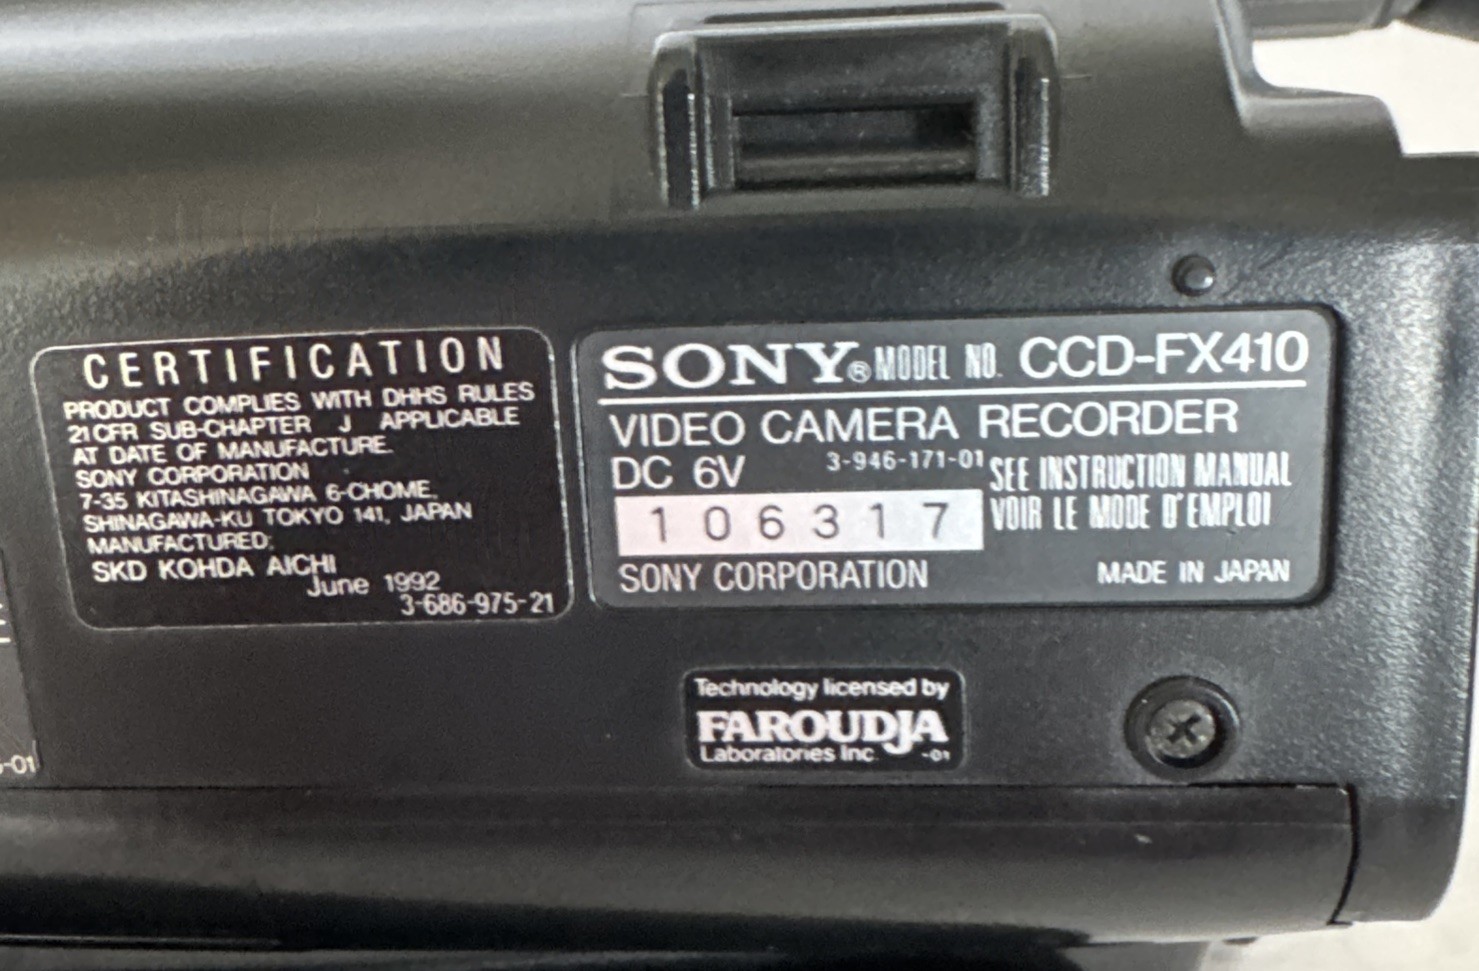 CERTIFICATION
PRODUCT COMPLIES WITH DHHS RULES
21CFR SUB-CHAPTER J APPLICABLE
AT DATE OF MANUFACTURE.
SONY CORPORATION
7-35 KITASHINAGAWA 6-CHOME,
SHINAGAWA-KU TOKYO 141, JAPAN
MANUFACTURED:
SKD KOHDA AICHI
June 1992
3-686-975-21
SONY® MODEL NO. CCD-FX410
VIDEO CAMERA RECORDER
DC 6V 3-946-171-01 SEE INSTRUCTION MANUAL
VOIR LE MODE D'EMPLOI
106317
SONY CORPORATION MADE IN JAPAN
Technology licensed by
FAROUDJA
Laboratories Inc. -01
-01